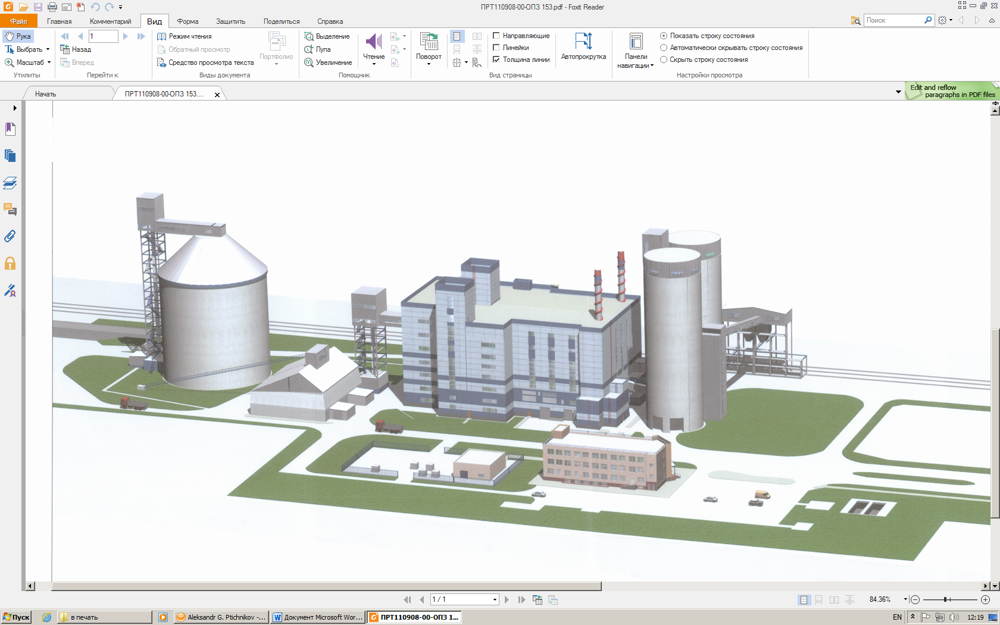 ПРТ110908-00-ОПЗ 153.pdf - Foxit Reader
Файл Главная Комментарий Вид Форма Защитить Поделиться Справка Поиск
Рука
Выбрать
Масштаб
Утилиты
1
Назад
Вперед
Перейти к
Режим чтения
Обратный просмотр
Средство просмотра текста
Портфолио
Виды документа
Выделение
Лупа
Увеличение
Чтение
Помощник
Поворот
Направляющие
Линейки
Толщина линии
Автопрокрутка
Вид страницы
Панели
навигации
Показать строку состояния
Автоматически скрывать строку состояния
Скрыть строку состояния
Настройки просмотра
Начать
ПРТ110908-00-ОПЗ 153....
Edit and reflow
paragraphs in PDF files
1 / 1
84.36%
Пуск
в печать
Aleksandr G. Ptichnikov -...
Документ Microsoft Wor...
ПРТ110908-00-ОПЗ 1...
EN
12:19